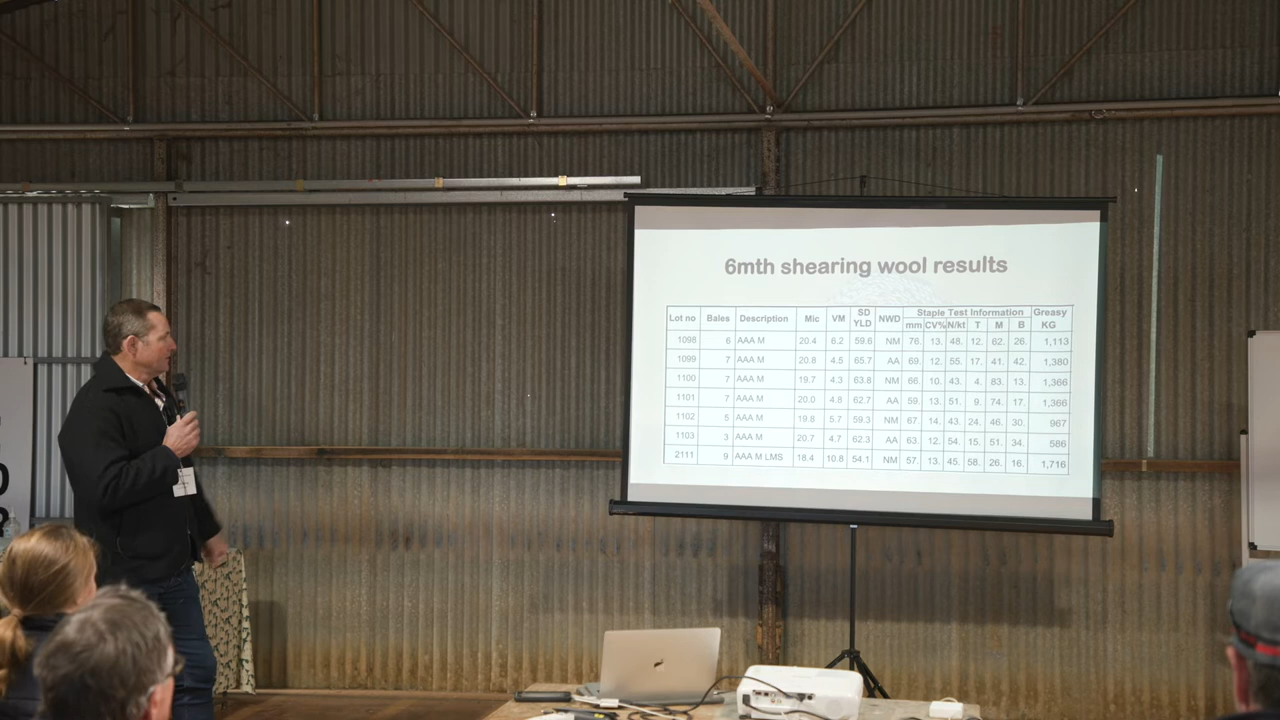 6mth shearing wool results
Lot no Bales Description Mic VM SD YLD NWD Staple Test Information Greasy KG
mm CV% N/kt T M B
1098 6 AAA M 20.4 6.2 59.6 NM 76. 13. 48. 12. 62. 26. 1,113
1099 7 AAA M 20.8 4.5 65.7 AA 69. 12. 55. 17. 41. 42. 1,380
1100 7 AAA M 19.7 4.3 63.8 NM 66. 10. 43. 4. 83. 13. 1,366
1101 7 AAA M 20.0 4.8 62.7 AA 59. 13. 51. 9. 74. 17. 1,366
1102 5 AAA M 19.8 5.7 59.3 NM 67. 14. 43. 24. 46. 30. 967
1103 3 AAA M 20.7 4.7 62.3 AA 63. 12. 54. 15. 51. 34. 586
2111 9 AAA M LMS 18.4 10.8 54.1 NM 57. 13. 45. 58. 26. 16. 1,716